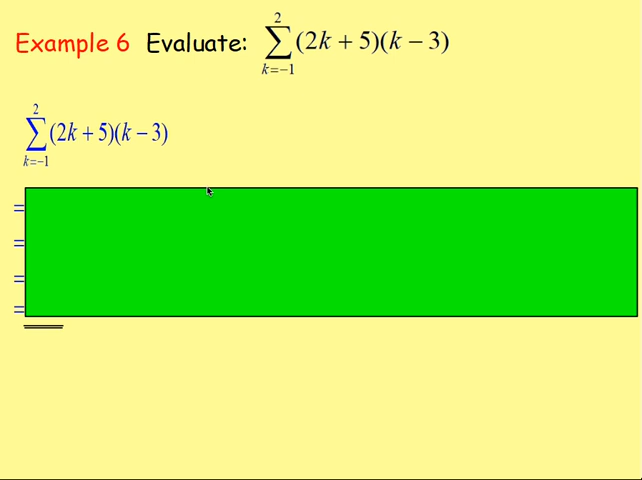 Example 6 Evaluate: \sum_{k=-1}^{2}(2k + 5)(k − 3)
\sum_{k=-1}^{2}(2k + 5)(k − 3)
=
=
=
=